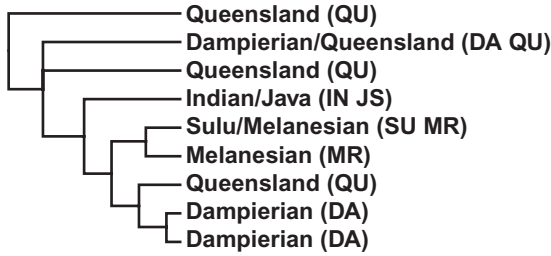 Queensland (QU)
Dampierian/Queensland (DA QU)
Queensland (QU)
Indian/Java (IN JS)
Sulu/Melanesian (SU MR)
Melanesian (MR)
Queensland (QU)
Dampierian (DA)
Dampierian (DA)